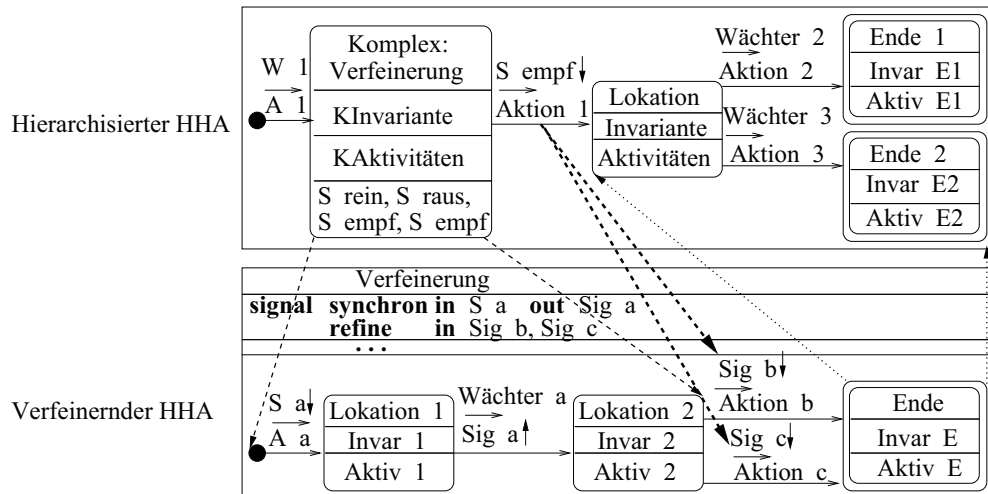 Hierarchisierter HHA
W 1
A 1
Komplex:
Verfeinerung
KInvariante
KAktivitäten
S rein, S raus,
S empf, S empf
S empf
Aktion 1
Lokation
Invariante
Aktivitäten
Wächter 2
Aktion 2
Wächter 3
Aktion 3
Ende 1
Invar E1
Aktiv E1
Ende 2
Invar E2
Aktiv E2
Verfeinerung
signal synchron in S a out Sig a
refine in Sig b, Sig c
...
Verfeinernder HHA
S a
A a
Lokation 1
Invar 1
Aktiv 1
Wächter a
Sig a
Lokation 2
Invar 2
Aktiv 2
Sig b
Aktion b
Sig c
Aktion c
Ende
Invar E
Aktiv E